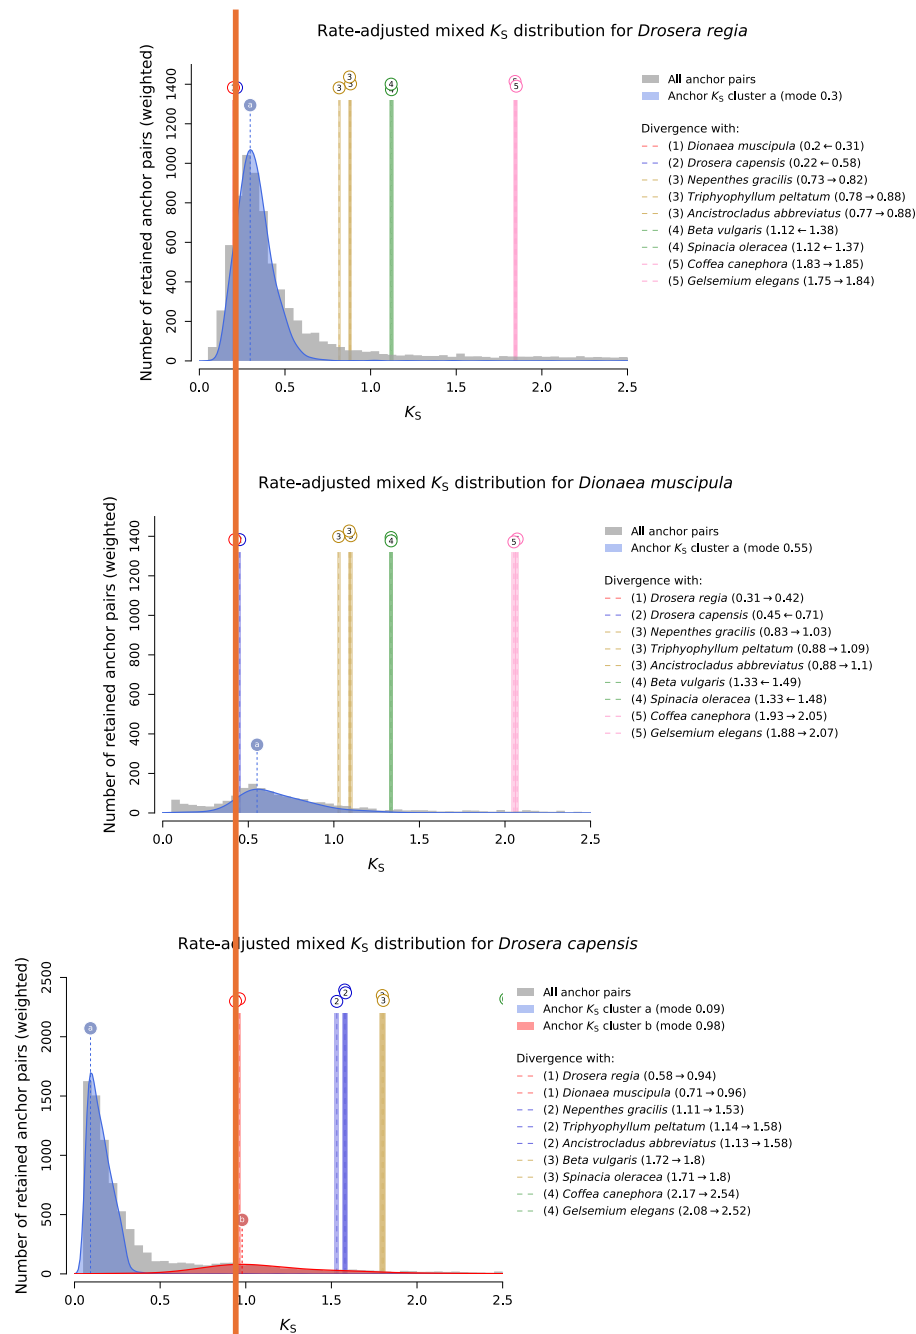 Rate-adjusted mixed KS distribution for Drosera regia
Number of retained anchor pairs (weighted)
1400
1200
1000
800
600
400
200
0
a
3
3
4
5
All anchor pairs
Anchor KS cluster a (mode 0.3)
Divergence with:
(1) Dionaea muscipula (0.2 ← 0.31)
(2) Drosera capensis (0.22 ← 0.58)
(3) Nepenthes gracilis (0.73 → 0.82)
(3) Triphyophyllum peltatum (0.78 → 0.88)
(3) Ancistrocladus abbreviatus (0.77 → 0.88)
(4) Beta vulgaris (1.12 ← 1.38)
(4) Spinacia oleracea (1.12 ← 1.37)
(5) Coffea canephora (1.83 → 1.85)
(5) Gelsemium elegans (1.75 → 1.84)
0.0 0.5 1.0 1.5 2.0 2.5
KS
Rate-adjusted mixed KS distribution for Dionaea muscipula
Number of retained anchor pairs (weighted)
1400
1200
1000
800
600
400
200
0
a
3
3
4
5
All anchor pairs
Anchor KS cluster a (mode 0.55)
Divergence with:
(1) Drosera regia (0.31 → 0.42)
(2) Drosera capensis (0.45 ← 0.71)
(3) Nepenthes gracilis (0.83 → 1.03)
(3) Triphyophyllum peltatum (0.88 → 1.09)
(3) Ancistrocladus abbreviatus (0.88 → 1.1)
(4) Beta vulgaris (1.33 ← 1.49)
(4) Spinacia oleracea (1.33 ← 1.48)
(5) Coffea canephora (1.93 → 2.05)
(5) Gelsemium elegans (1.88 → 2.07)
0.0 0.5 1.0 1.5 2.0 2.5
KS
Rate-adjusted mixed KS distribution for Drosera capensis
Number of retained anchor pairs (weighted)
2500
2000
1500
1000
500
0
a
b
2
2
3
All anchor pairs
Anchor KS cluster a (mode 0.09)
Anchor KS cluster b (mode 0.98)
Divergence with:
(1) Drosera regia (0.58 → 0.94)
(1) Dionaea muscipula (0.71 → 0.96)
(2) Nepenthes gracilis (1.11 → 1.53)
(2) Triphyophyllum peltatum (1.14 → 1.58)
(2) Ancistrocladus abbreviatus (1.13 → 1.58)
(3) Beta vulgaris (1.72 → 1.8)
(3) Spinacia oleracea (1.71 → 1.8)
(4) Coffea canephora (2.17 → 2.54)
(4) Gelsemium elegans (2.08 → 2.52)
0.0 0.5 1.0 1.5 2.0 2.5
KS